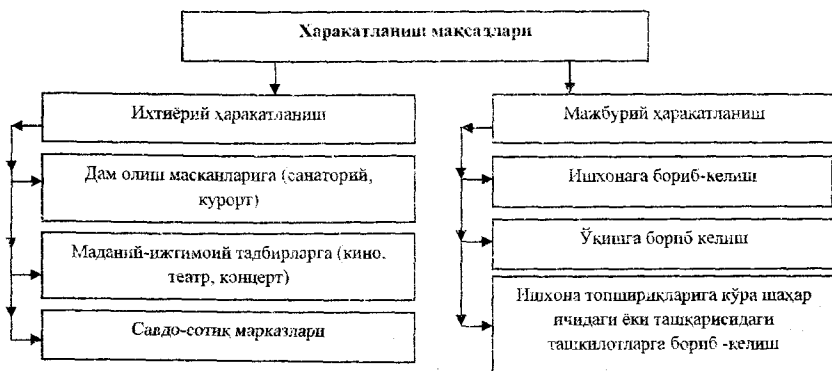 Ҳаракатланиш мақсадлари
Ихтиёрий ҳаракатланиш
Дам олиш масканларига (санаторий,
курорт)
Маданий-ижтимоий тадбирларга (кино,
театр, концерт)
Савдо-сотиқ марказлари
Мажбурий ҳаракатланиш
Ишхонага бориб-келиш
Ўқишга бориб келиш
Ишхона топшириқларига кўра шаҳар
ичидаги ёки ташқарисидаги
ташкилотларга бориб -келиш